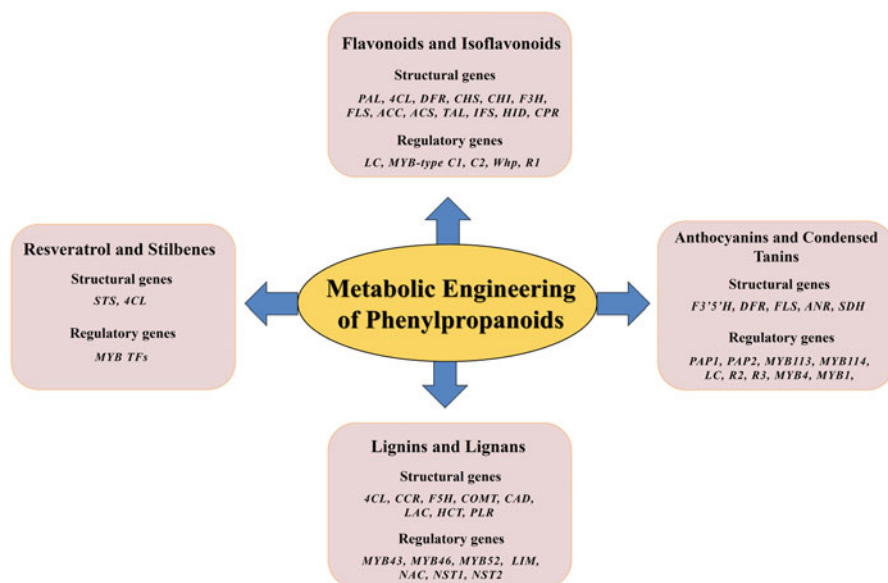 Flavonoids and Isoflavonoids
Structural genes
PAL, 4CL, DFR, CHS, CHI, F3H,
FLS, ACC, ACS, TAL, IFS, HID, CPR
Regulatory genes
LC, MYB-type C1, C2, Whp, R1
Resveratrol and Stilbenes
Structural genes
STS, 4CL
Regulatory genes
MYB TFs
Metabolic Engineering
of Phenylpropanoids
Anthocyanins and Condensed
Tanins
Structural genes
F3'5'H, DFR, FLS, ANR, SDH
Regulatory genes
PAP1, PAP2, MYB113, MYB114,
LC, R2, R3, MYB4, MYB1,
Lignins and Lignans
Structural genes
4CL, CCR, F5H, COMT, CAD,
LAC, HCT, PLR
Regulatory genes
MYB43, MYB46, MYB52, LIM,
NAC, NST1, NST2